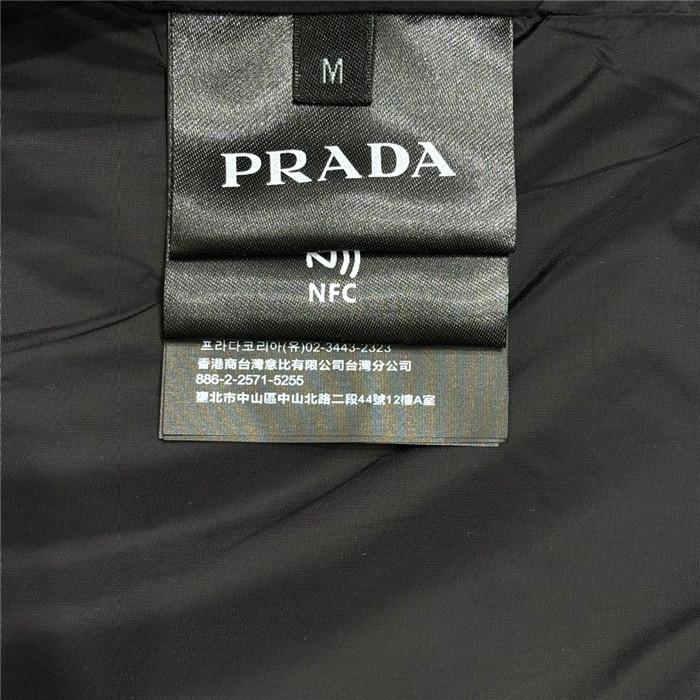 M
PRADA
NFC
프라다코리아(유)02-3443-2323
香港商台灣意比有限公司台灣分公司
886-2-2571-5255
臺北市中山區中山北路二段44號12樓A室